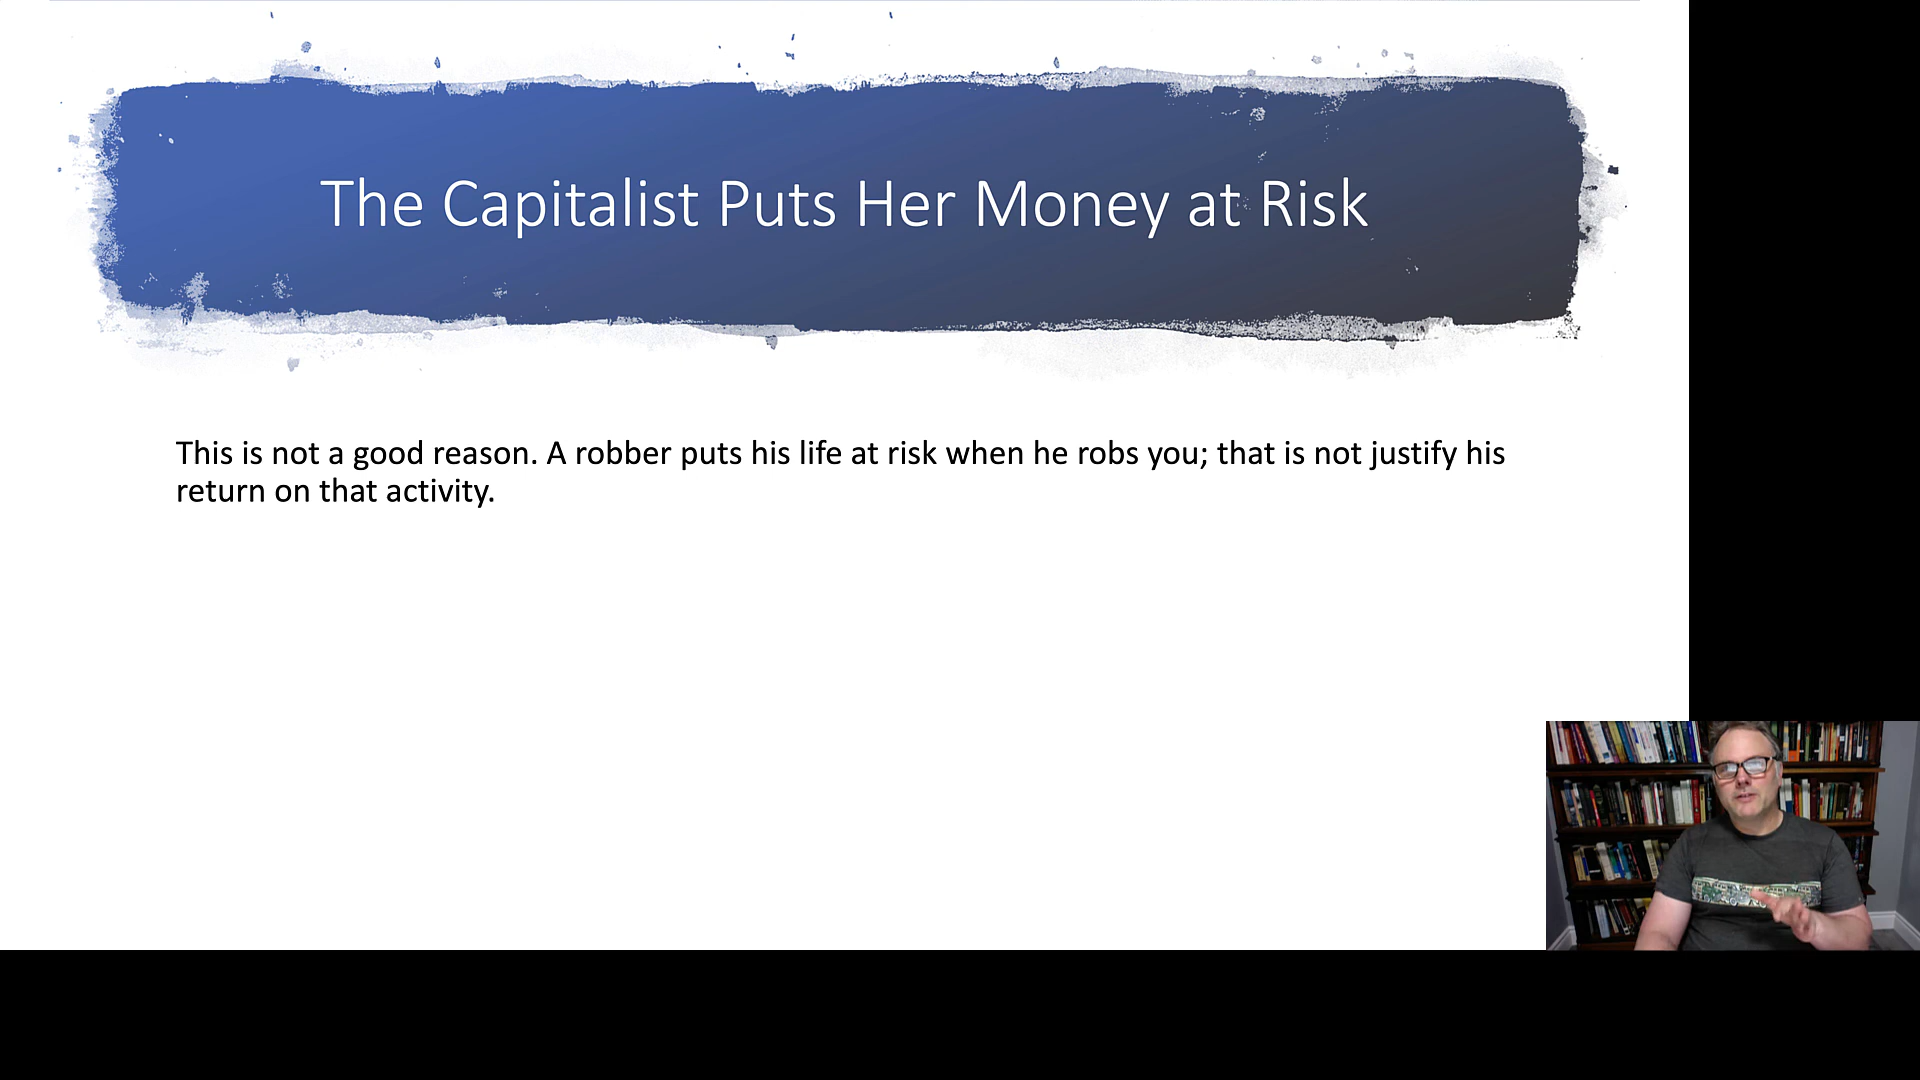 The Capitalist Puts Her Money at Risk
This is not a good reason. A robber puts his life at risk when he robs you; that is not justify his
return on that activity.